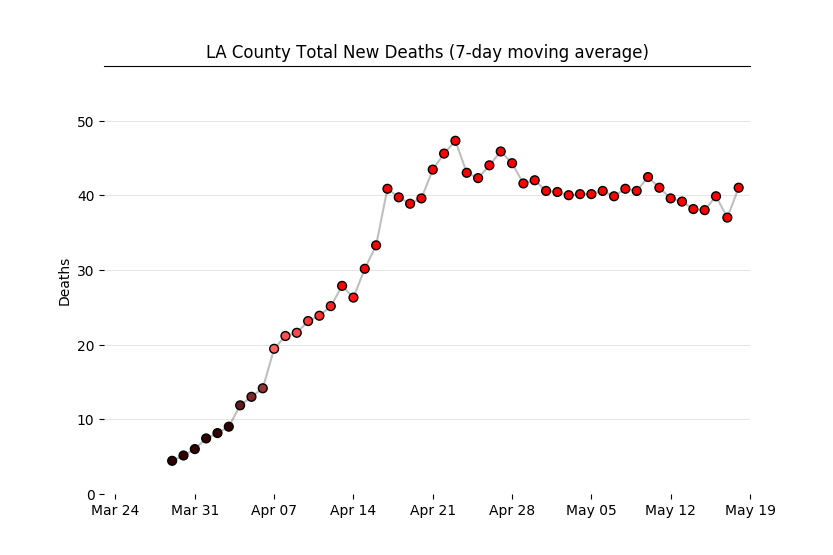 LA County Total New Deaths (7-day moving average)
50
40
30
20
10
0
Deaths
Mar 24 Mar 31 Apr 07 Apr 14 Apr 21 Apr 28 May 05 May 12 May 19